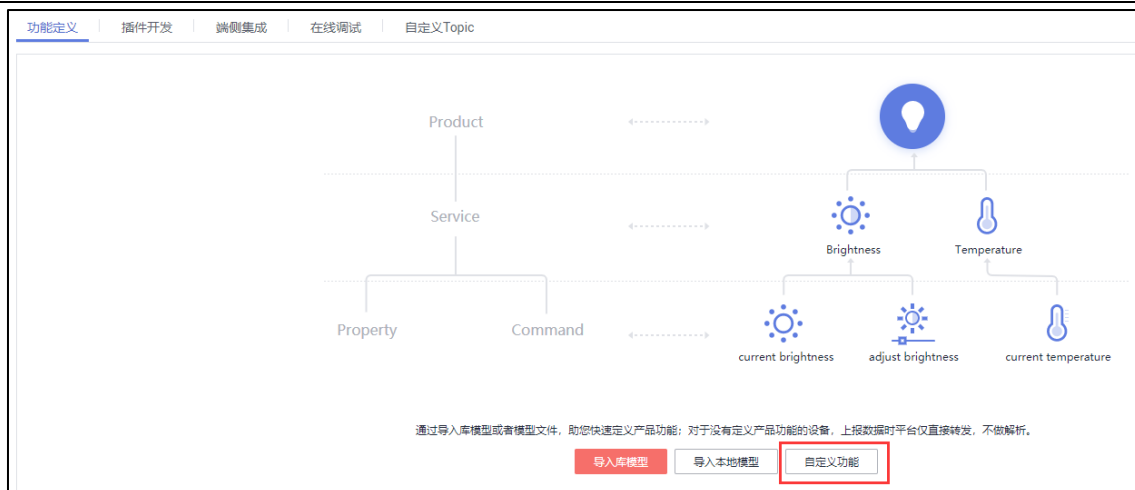 功能定义 插件开发 端侧集成 在线调试 自定义Topic
Product
Service
Brightness Temperature
Property Command
current brightness adjust brightness current temperature
通过导入库模型或者模型文件，助您快速定义产品功能；对于没有定义产品功能的设备，上报数据时平台仅直接转发，不做解析。
导入库模型 导入本地模型 自定义功能